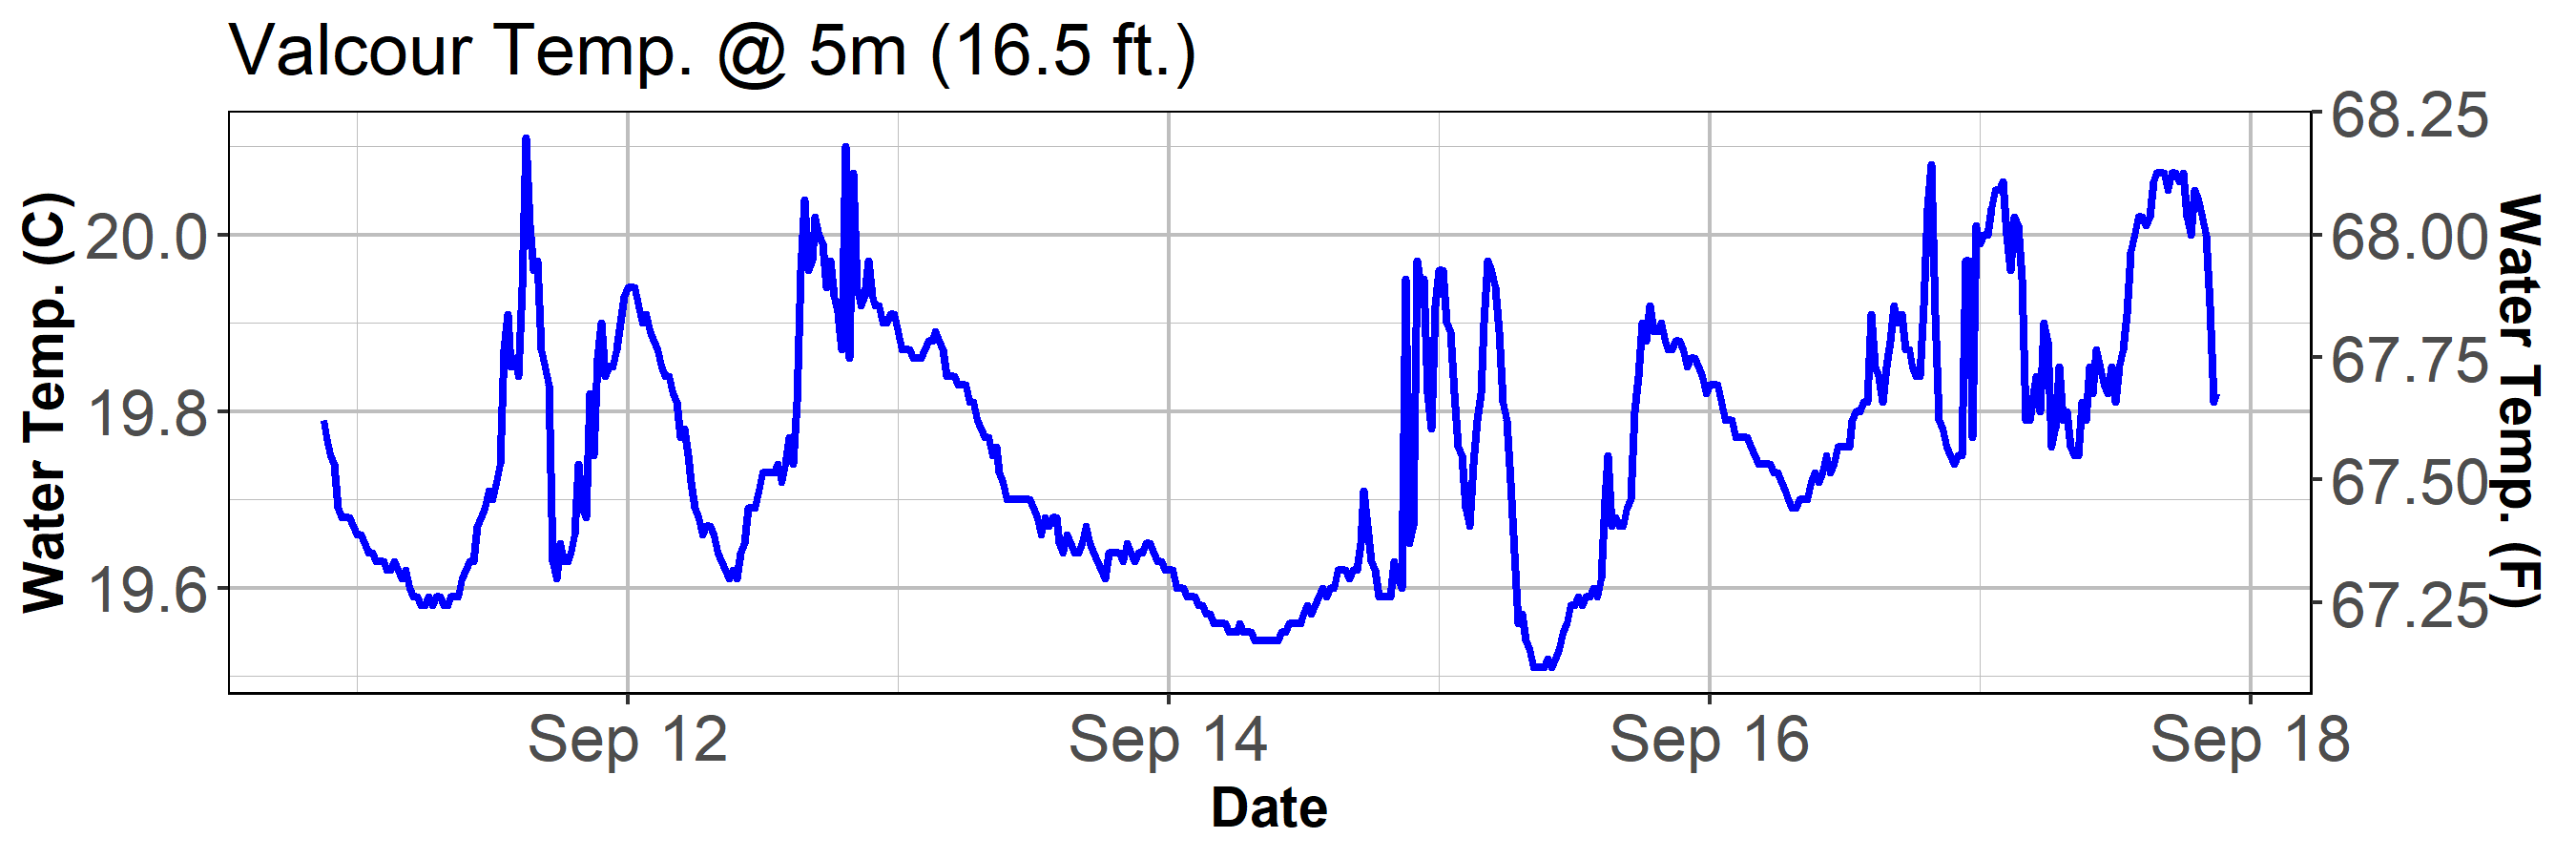 Valcour Temp. @ 5m (16.5 ft.)
Water Temp. (C)
20.0
19.8
19.6
68.25
68.00
67.75
67.50
67.25
Water Temp. (F)
Sep 12
Sep 14
Sep 16
Sep 18
Date